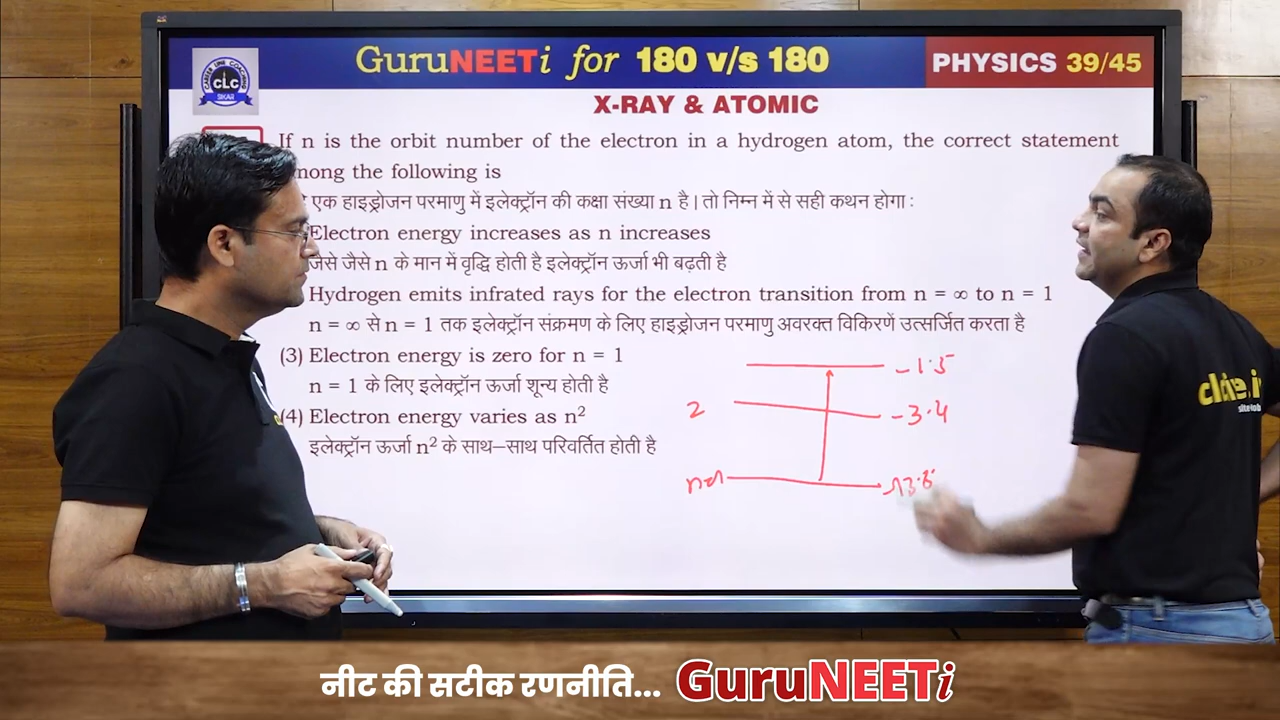 GuruNEETi for 180 v/s 180
PHYSICS 39/45
CAREER LINE COACHING
CLC
SIKAR
X-RAY & ATOMIC
If n is the orbit number of the electron in a hydrogen atom, the correct statement
mong the following is
एक हाइड्रोजन परमाणु में इलेक्ट्रॉन की कक्षा संख्या n है। तो निम्न में से सही कथन होगा :
Electron energy increases as n increases
जैसे जैसे n के मान में वृद्धि होती है इलेक्ट्रॉन ऊर्जा भी बढ़ती है
Hydrogen emits infrated rays for the electron transition from n = ∞ to n = 1
n = ∞ से n = 1 तक इलेक्ट्रॉन संक्रमण के लिए हाइड्रोजन परमाणु अवरक्त विकिरणें उत्सर्जित करता है
(3) Electron energy is zero for n = 1
n = 1 के लिए इलेक्ट्रॉन ऊर्जा शून्य होती है
(4) Electron energy varies as n²
इलेक्ट्रॉन ऊर्जा n² के साथ–साथ परिवर्तित होती है
-1.5
2 -3.4
-13.6
नीट की सटीक रणनीति... GuruNEETi